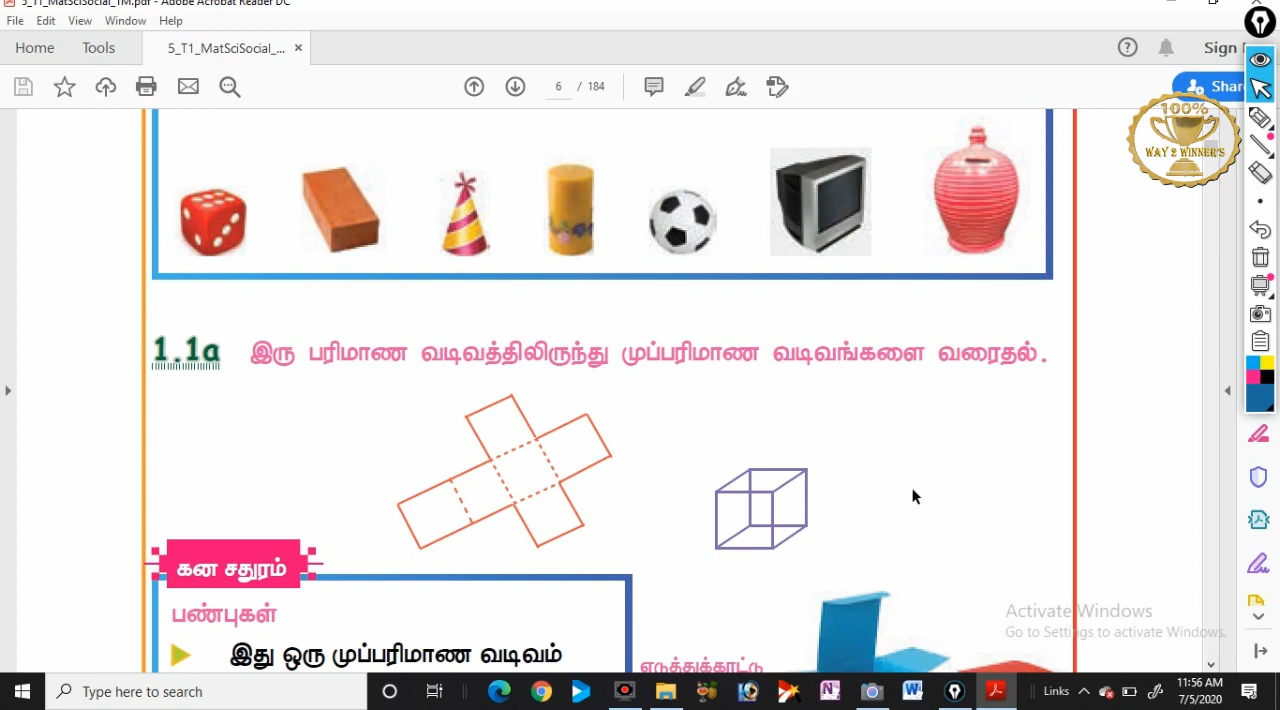 5_T1_MatSciSocial_TM.pdf - Adobe Acrobat Reader DC
File Edit View Window Help
Home Tools 5_T1_MatSciSocial_... × Sign
6 / 184 Shar
100%
WAY 2 WINNER'S
1.1a இரு பரிமாண வடிவத்திலிருந்து முப்பரிமாண வடிவங்களை வரைதல்.
கன சதுரம்
பண்புகள்
இது ஒரு முப்பரிமாண வடிவம்
எடுத்துக்காட்டு
Activate Windows
Go to Settings to activate Windows.
Type here to search
Links
11:56 AM
7/5/2020